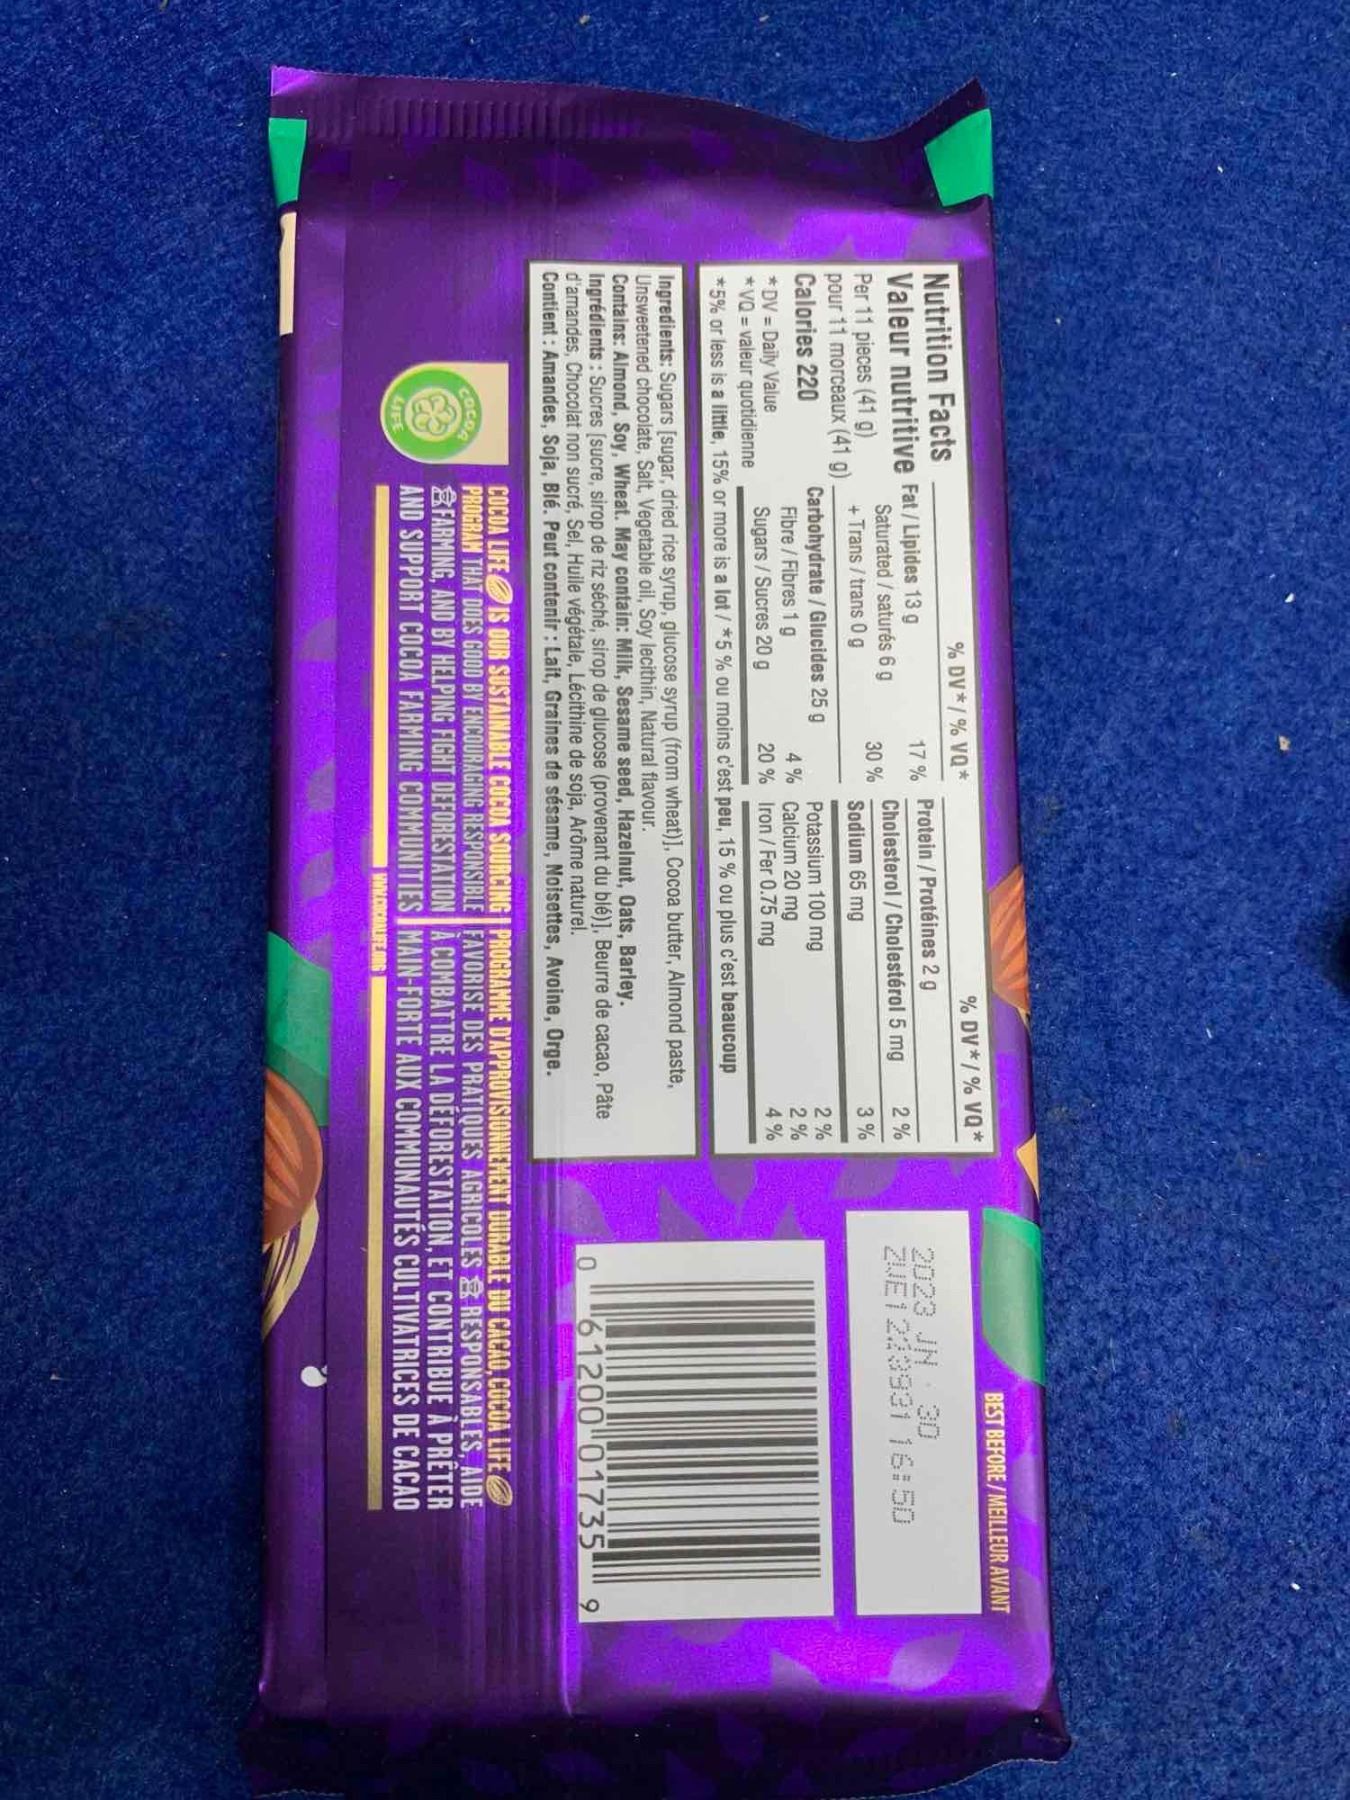 Nutrition Facts
Valeur nutritive
Per 11 pieces (41 g)
pour 11 morceaux (41 g)
Calories 220
* DV = Daily Value
* VQ = valeur quotidienne
% DV* / % VQ*
Fat / Lipides 13 g 17 %
Saturated / saturés 6 g
+ Trans / trans 0 g 30 %
Carbohydrate / Glucides 25 g
Fibre / Fibres 1 g 4 %
Sugars / Sucres 20 g 20 %
% DV* / % VQ*
Protein / Protéines 2 g
Cholesterol / Cholestérol 5 mg 2 %
Sodium 65 mg 3 %
Potassium 100 mg 2 %
Calcium 20 mg 2 %
Iron / Fer 0.75 mg 4 %
*5% or less is a little, 15% or more is a lot / *5 % ou moins c'est peu, 15 % ou plus c'est beaucoup
Ingredients: Sugars [sugar, dried rice syrup, glucose syrup (from wheat)], Cocoa butter, Almond paste,
Unsweetened chocolate, Salt, Vegetable oil, Soy lecithin, Natural flavour.
Contains: Almond, Soy, Wheat. May contain: Milk, Sesame seed, Hazelnut, Oats, Barley.
Ingrédients : Sucres [sucre, sirop de riz séché, sirop de glucose (provenant du blé)], Beurre de cacao, Pâte
d'amandes, Chocolat non sucré, Sel, Huile végétale, Lécithine de soja, Arôme naturel.
Contient : Amandes, Soja, Blé. Peut contenir : Lait, Graines de sésame, Noisettes, Avoine, Orge.
BEST BEFORE / MEILLEUR AVANT
2023 JN 30
16:50
0 61200 01735 9
COCOA
LIFE
COCOA LIFE IS OUR SUSTAINABLE COCOA SOURCING
PROGRAM THAT DOES GOOD BY ENCOURAGING RESPONSIBLE
FARMING, AND BY HELPING FIGHT DEFORESTATION
AND SUPPORT COCOA FARMING COMMUNITIES
PROGRAMME D'APPROVISIONNEMENT DURABLE DU CACAO, COCOA LIFE
FAVORISE DES PRATIQUES AGRICOLES RESPONSABLES, AIDE
À COMBATTRE LA DÉFORESTATION, ET CONTRIBUE À PRÊTER
MAIN-FORTE AUX COMMUNAUTÉS CULTIVATRICES DE CACAO
WWW.COCOALIFE.ORG